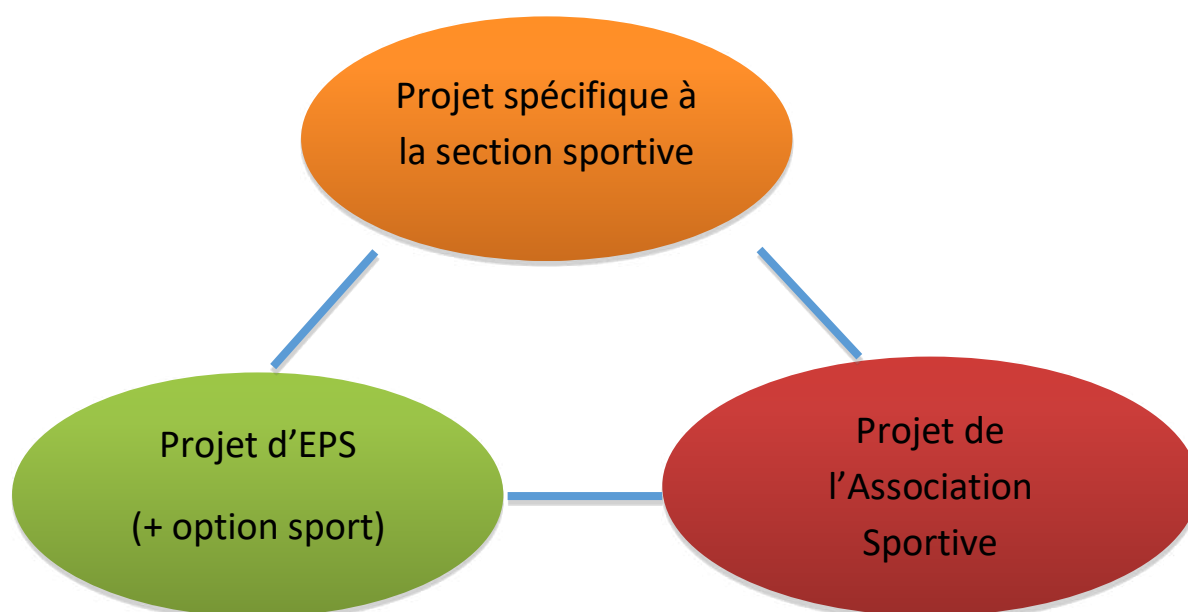 Projet spécifique à
la section sportive
Projet d’EPS
(+ option sport)
Projet de
l’Association
Sportive